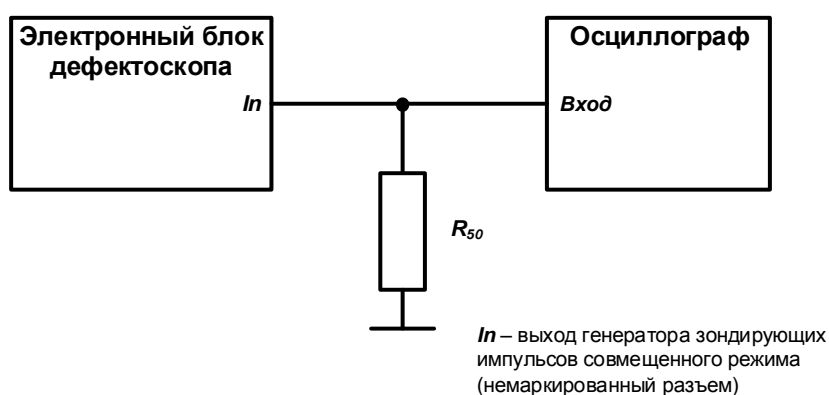 Электронный блок
дефектоскопа
In
Осциллограф
Вход
R50
In – выход генератора зондирующих
импульсов совмещенного режима
(немаркированный разъем)